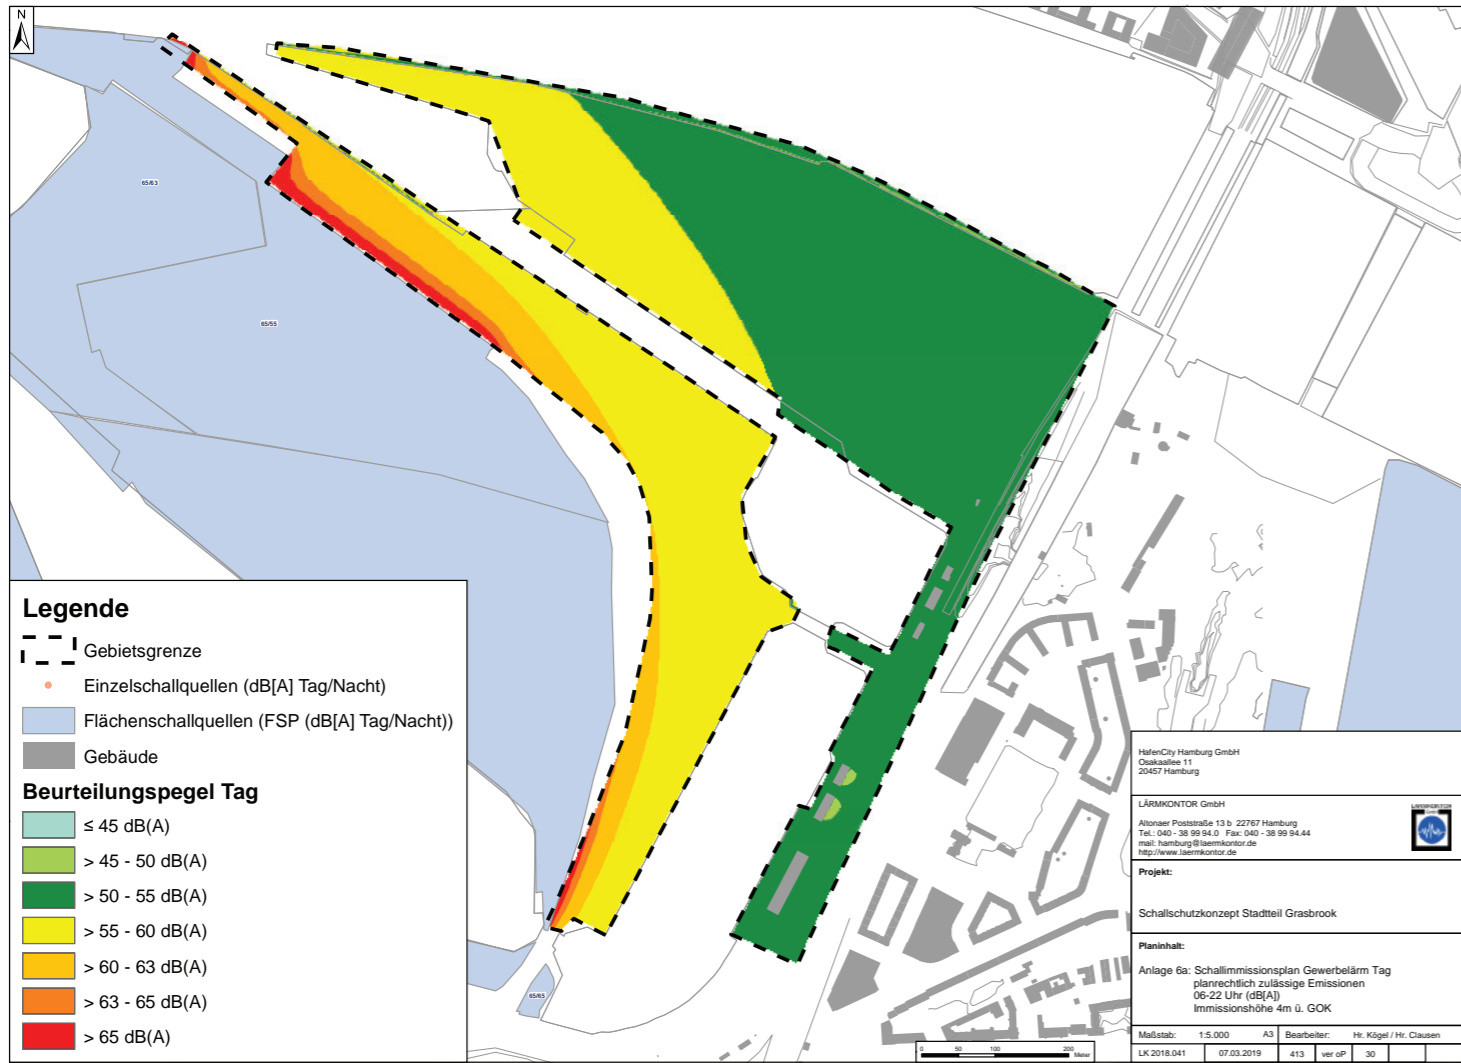 N
65/63
65/55
65/65
Legende
Gebietsgrenze
Einzelschallquellen (dB[A] Tag/Nacht)
Flächenschallquellen (FSP (dB[A] Tag/Nacht))
Gebäude
Beurteilungspegel Tag
≤ 45 dB(A)
> 45 - 50 dB(A)
> 50 - 55 dB(A)
> 55 - 60 dB(A)
> 60 - 63 dB(A)
> 63 - 65 dB(A)
> 65 dB(A)
0 50 100 200
Meter
HafenCity Hamburg GmbH
Osakaallee 11
20457 Hamburg
LÄRMKONTOR GmbH
Altonaer Poststraße 13 b 22767 Hamburg
Tel.: 040 - 38 99 94.0 Fax: 040 - 38 99 94.44
mail: hamburg@laermkontor.de
http://www.laermkontor.de
LÄRMKONTOR
Projekt:
Schallschutzkonzept Stadtteil Grasbrook
Planinhalt:
Anlage 6a: Schallimmissionsplan Gewerbelärm Tag
planrechtlich zulässige Emissionen
06-22 Uhr (dB[A])
Immissionshöhe 4m ü. GOK
Maßstab: 1:5.000 A3 Bearbeiter: Hr. Kögel / Hr. Clausen
LK 2018.041 07.03.2019 413 ver oP 30